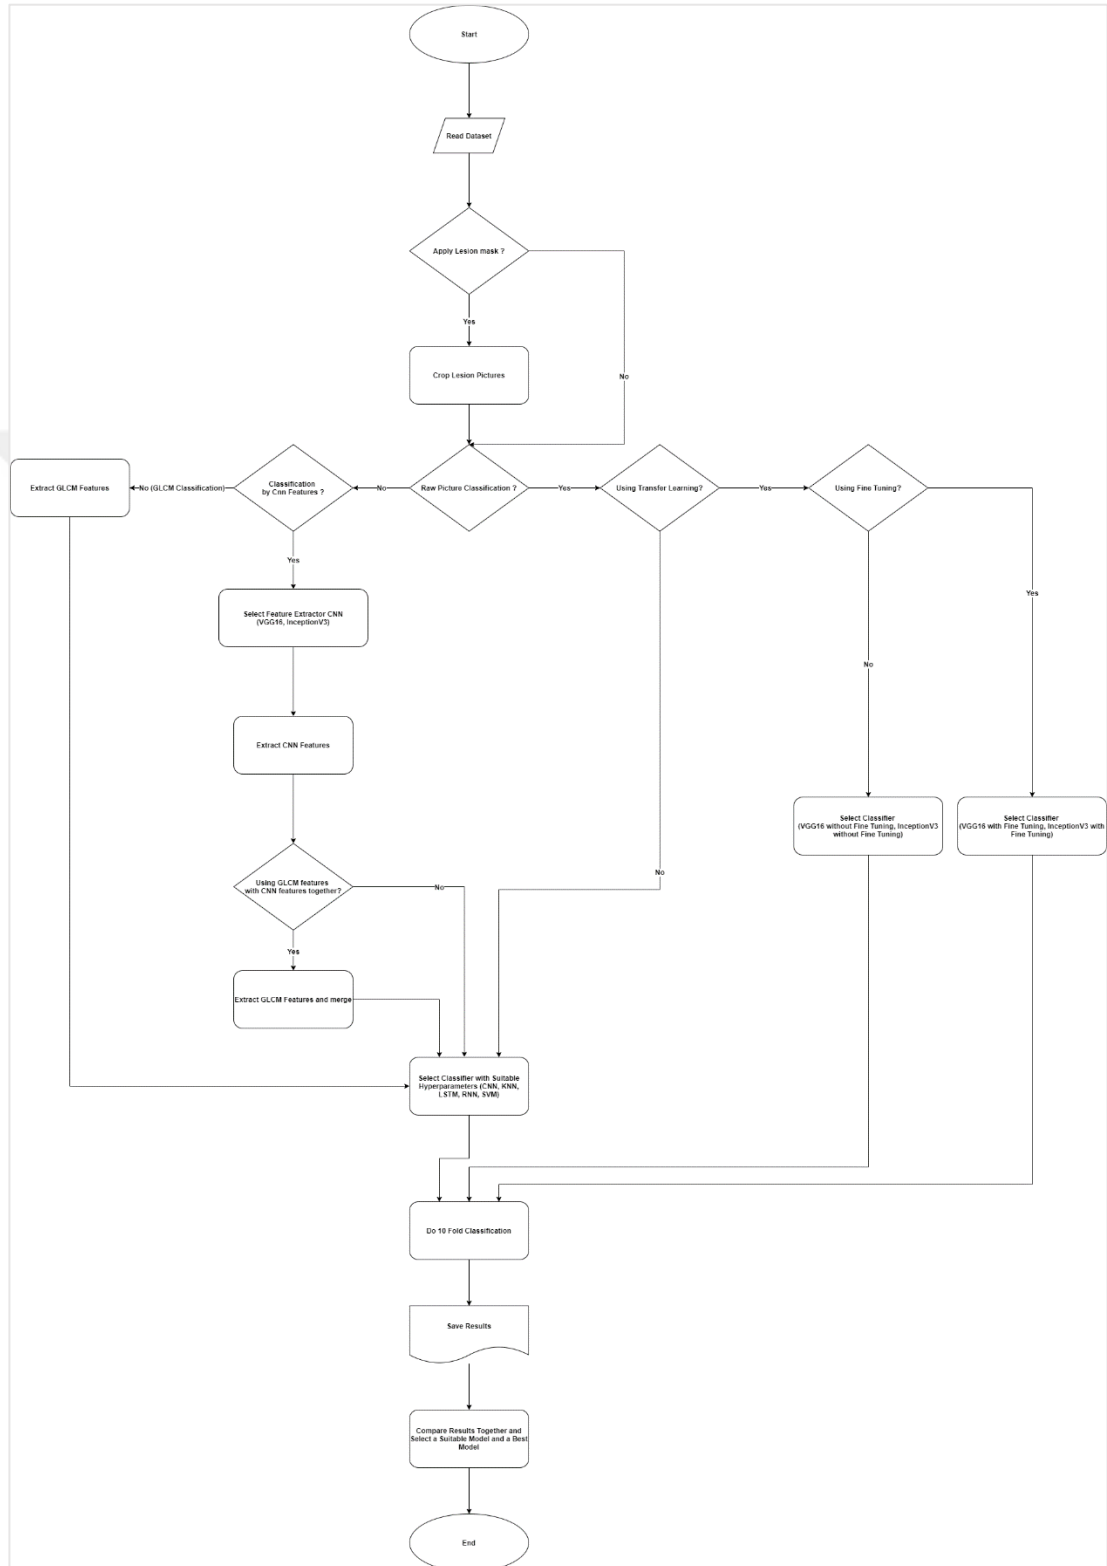 Start
Read Dataset
Apply Lesion mask ?
Yes
Crop Lesion Pictures
No
Extract GLCM Features
No (GLCM Classification)
Classification
by Cnn Features ?
No
Raw Picture Classification ?
Yes
Using Transfer Learning?
Yes
Using Fine Tuning?
Yes
Select Feature Extractor CNN
(VGG16, InceptionV3)
Yes
No
Extract CNN Features
Select Classifier
(VGG16 without Fine Tuning, InceptionV3
without Fine Tuning)
Select Classifier
(VGG16 with Fine Tuning, InceptionV3 with
Fine Tuning)
Using GLCM features
with CNN features together?
No
No
Yes
Extract GLCM Features and merge
Select Classifier with Suitable
Hyperparameters (CNN, KNN,
LSTM, RNN, SVM)
Do 10 Fold Classification
Save Results
Compare Results Together and
Select a Suitable Model and a Best
Model
End